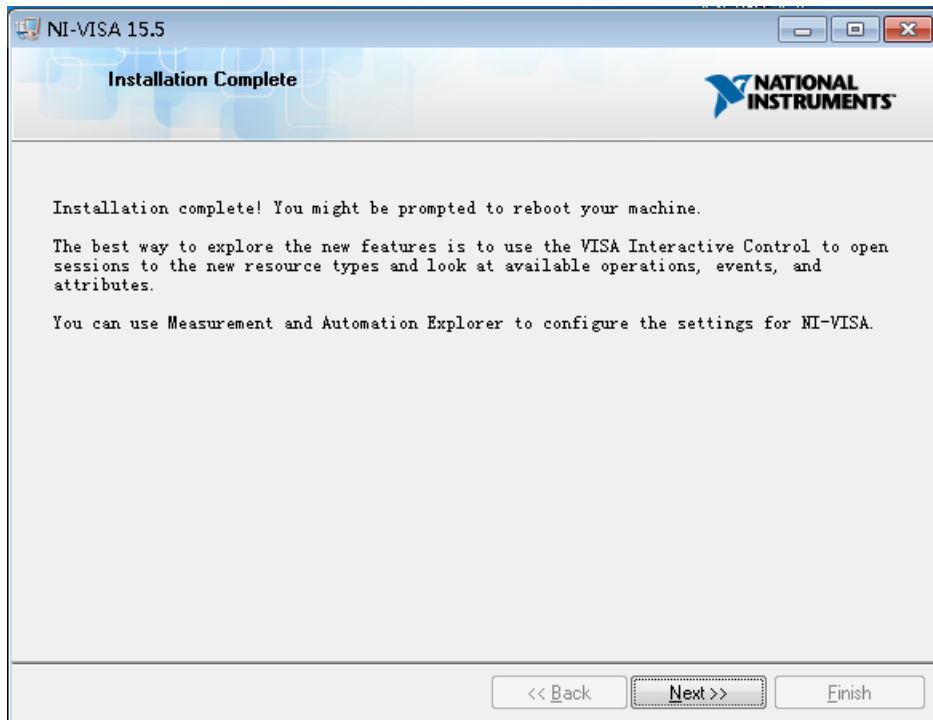 NI-VISA 15.5
Installation Complete
NATIONAL
INSTRUMENTS™
Installation complete! You might be prompted to reboot your machine.
The best way to explore the new features is to use the VISA Interactive Control to open
sessions to the new resource types and look at available operations, events, and
attributes.
You can use Measurement and Automation Explorer to configure the settings for NI-VISA.
<< Back
Next >>
Finish